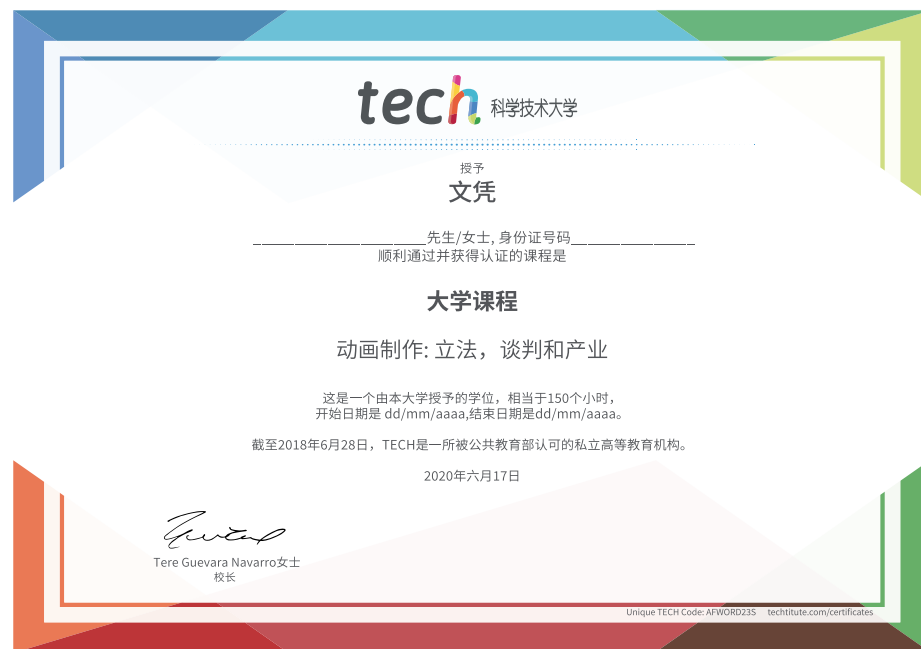 tech 科学技术大学
授予
文凭
_____________________先生/女士, 身份证号码_______________
顺利通过并获得认证的课程是
大学课程
动画制作: 立法，谈判和产业
这是一个由本大学授予的学位，相当于150个小时，
开始日期是 dd/mm/aaaa,结束日期是dd/mm/aaaa。
截至2018年6月28日，TECH是一所被公共教育部认可的私立高等教育机构。
2020年六月17日
Tere Guevara Navarro女士
校长
Unique TECH Code: AFWORD23S techtitute.com/certificates